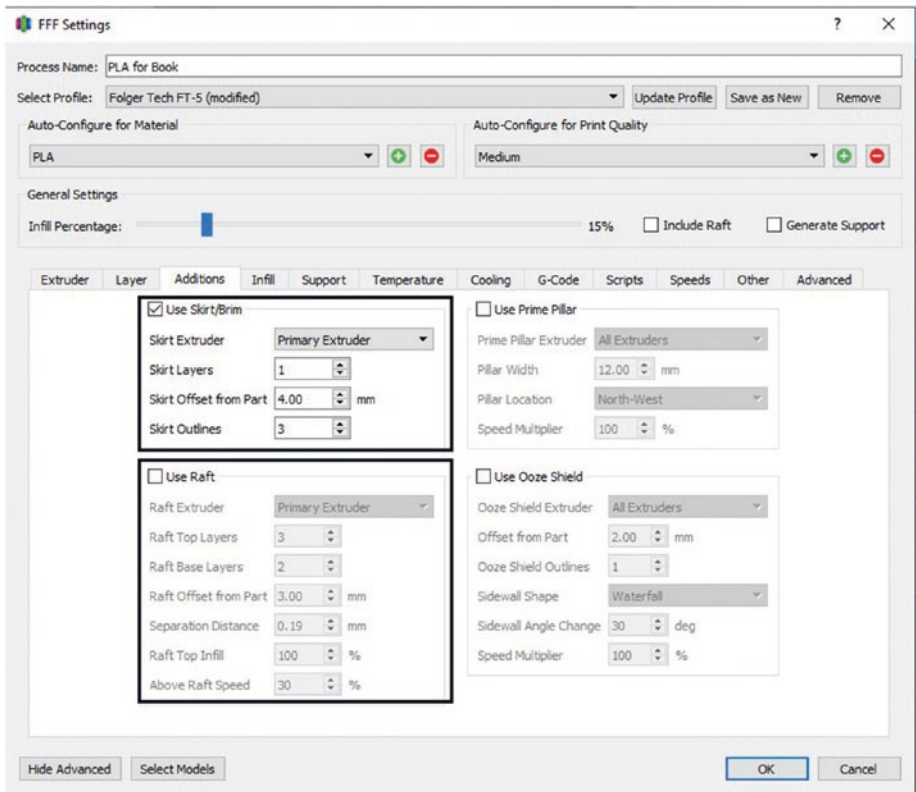 FFF Settings
?
Process Name: PLA for Book
Select Profile: Folger Tech FT-5 (modified) Update Profile Save as New Remove
Auto-Configure for Material
PLA
Auto-Configure for Print Quality
Medium
General Settings
Infill Percentage: 15% Include Raft Generate Support
Extruder Layer Additions Infill Support Temperature Cooling G-Code Scripts Speeds Other Advanced
Use Skirt/Brim
Skirt Extruder Primary Extruder
Skirt Layers 1
Skirt Offset from Part 4.00 mm
Skirt Outlines 3
Use Prime Pillar
Prime Pillar Extruder All Extruders
Pillar Width 12.00 mm
Pillar Location North-West
Speed Multiplier 100 %
Use Raft
Raft Extruder Primary Extruder
Raft Top Layers 3
Raft Base Layers 2
Raft Offset from Part 3.00 mm
Separation Distance 0.19 mm
Raft Top Infill 100 %
Above Raft Speed 30 %
Use Ooze Shield
Ooze Shield Extruder All Extruders
Offset from Part 2.00 mm
Ooze Shield Outlines 1
Sidewall Shape Waterfall
Sidewall Angle Change 30 deg
Speed Multiplier 100 %
Hide Advanced Select Models OK Cancel